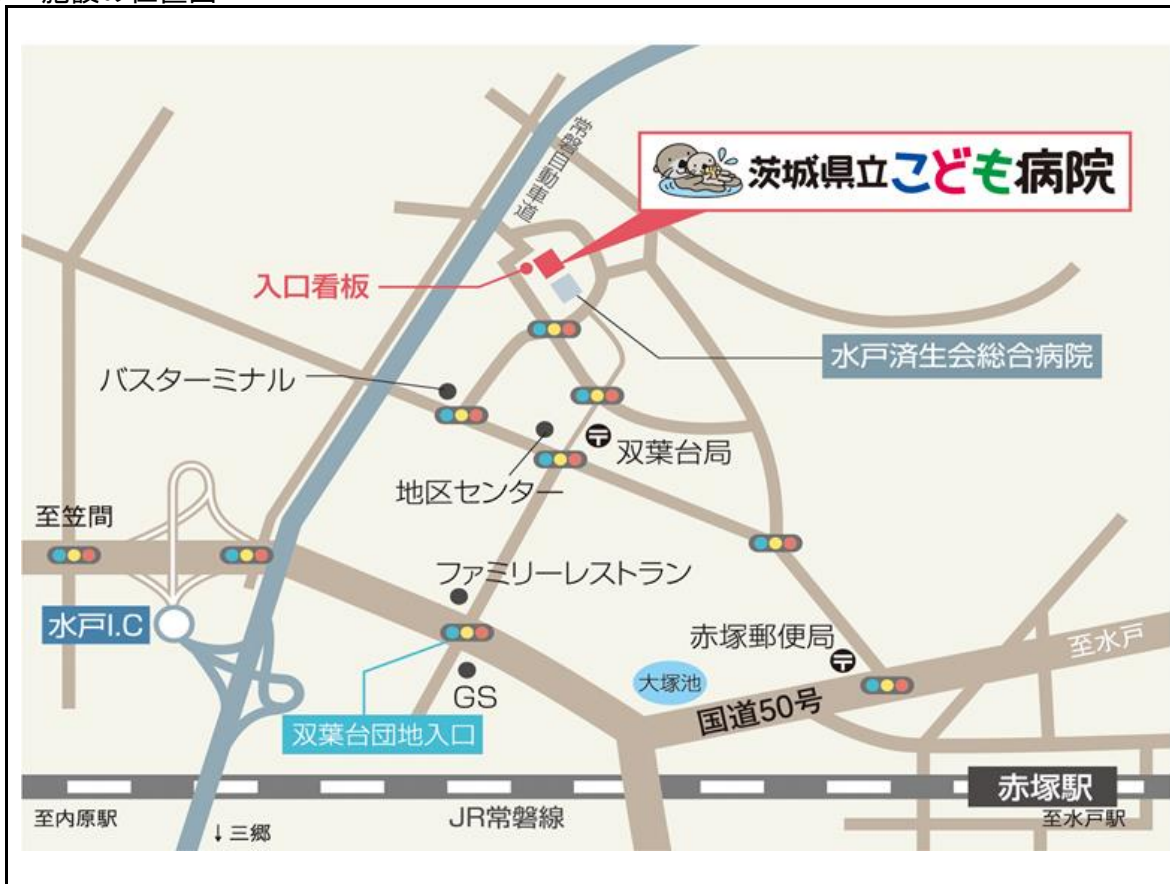 施設の位置図
常磐自動車道
茨城県立こども病院
入口看板
水戸済生会総合病院
バスターミナル
双葉台局
地区センター
至笠間
ファミリーレストラン
水戸I.C
赤塚郵便局
至水戸
大塚池
GS
国道50号
双葉台団地入口
赤塚駅
至内原駅
↓三郷
JR常磐線
至水戸駅